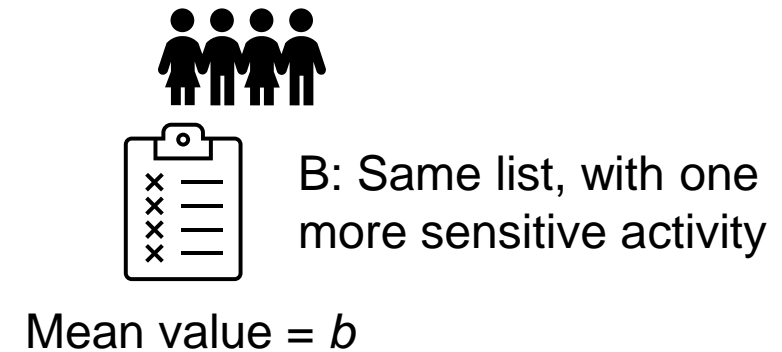 B: Same list, with one
more sensitive activity
Mean value = b